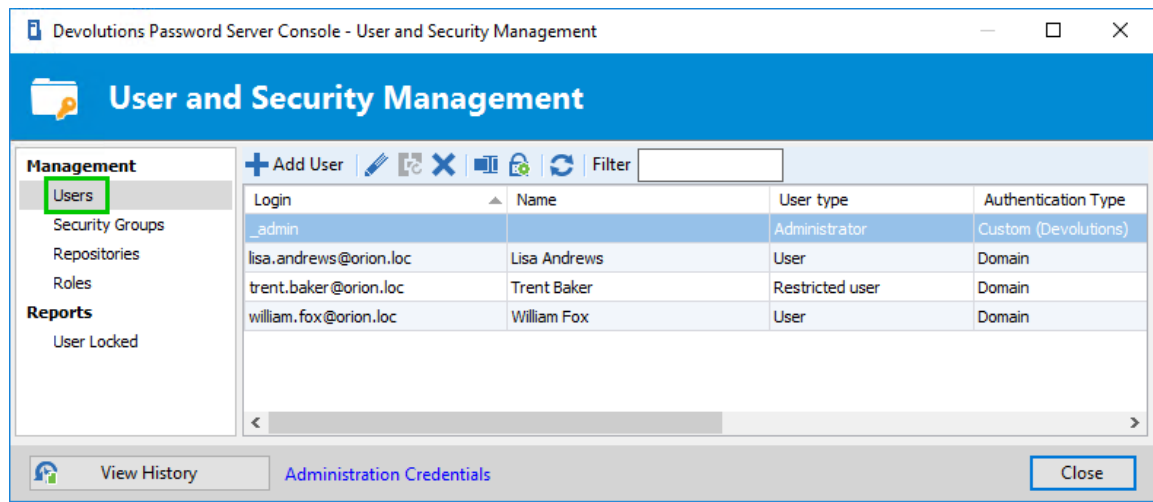 Devolutions Password Server Console - User and Security Management
User and Security Management
Management
Users
Security Groups
Repositories
Roles
Reports
User Locked
Add User Filter
Login Name User type Authentication Type
_admin Administrator Custom (Devolutions)
lisa.andrews@orion.loc Lisa Andrews User Domain
trent.baker@orion.loc Trent Baker Restricted user Domain
william.fox@orion.loc William Fox User Domain
View History Administration Credentials Close